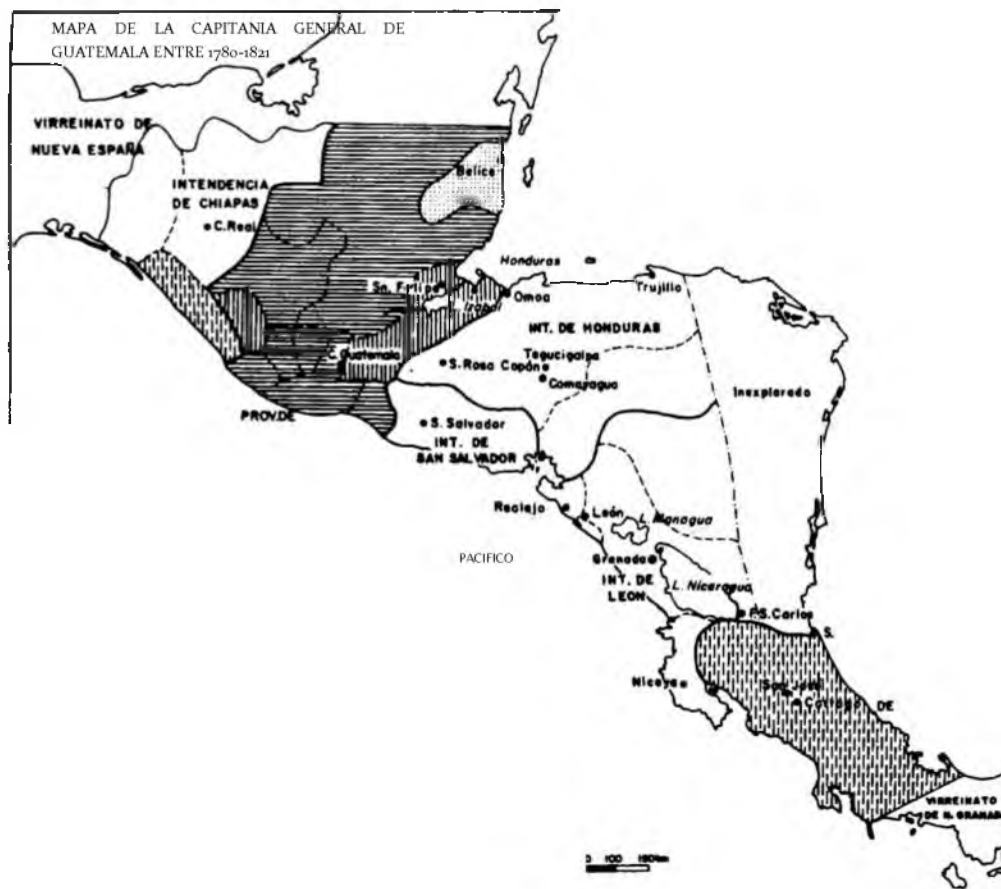 MAPA DE LA CAPITANIA GENERAL DE
GUATEMALA ENTRE 1780-1821
VIRREINATO DE
NUEVA ESPAÑA
Belice
INTENDENCIA
DE CHIAPAS
C. Real
Honduras
Sn. Felipe
Trujillo
Omoa
L. Izabal
INT. DE HONDURAS
C. Guatemala
Tegucigalpa
S. Rosa Copán
Comayagua
Inexplorado
PROV. DE
S. Salvador
INT. DE
SAN SALVADOR
Realejo
León
L. Managua
PACIFICO
Granada
INT. DE
LEON
L. Nicaragua
F.S. Carlos
S.
Nicoya
San José
Cartago
DE
VIRREINATO
DE N. GRANADA
0 100 150km